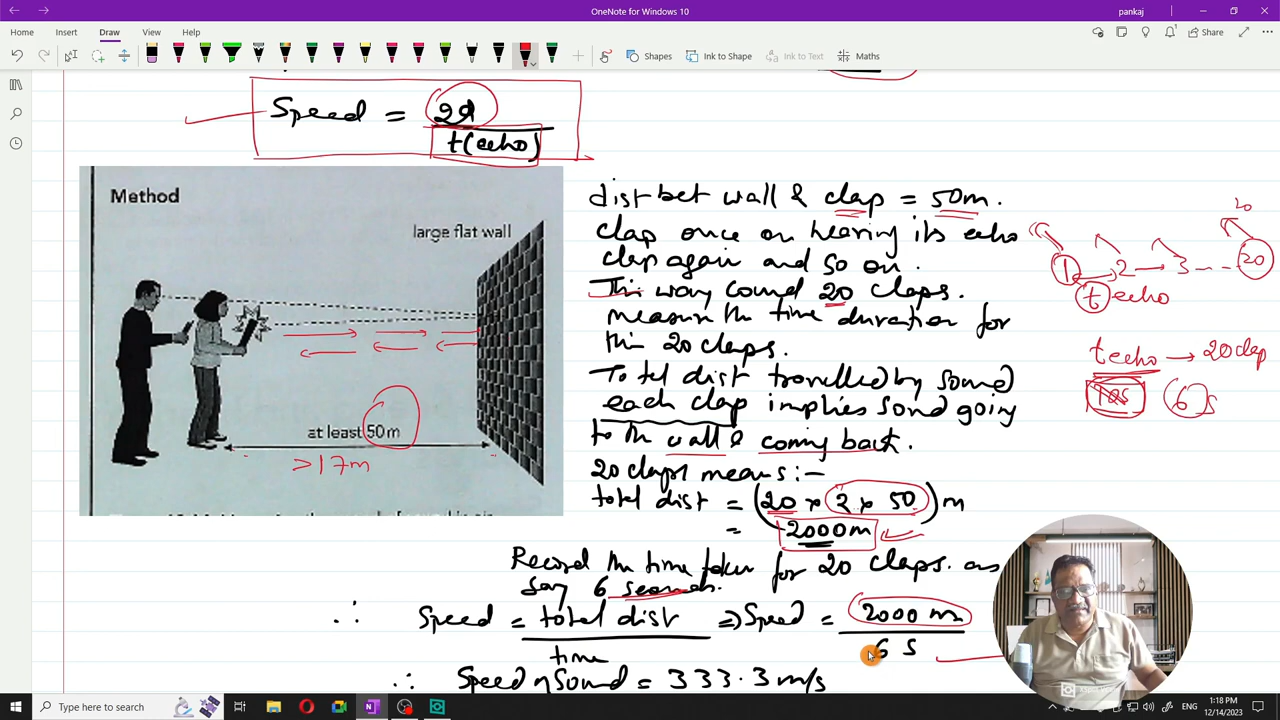 OneNote for Windows 10
pankaj
Home Insert Draw View Help
Shapes Ink to Shape Ink to Text Maths
Share
Speed = 2d
t(echo)
Method
large flat wall
at least 50m
>17m
dist bet wall & clap = 50m.
clap once on hearing its echo
clap again and so on.
This way count 20 claps.
measure the time duration for
this 20 claps.
Total dist travelled by sound
each clap implies sound going
to the wall & coming back.
20 claps means:-
total dist = (20 x 2 x 50)m
= 2000m
Record the time taken for 20 claps. as
say 6 seconds.
∴ Speed = total dist ⇒ Speed = 2000 m
time 6 s
∴ Speed of Sound = 333.3 m/s
20
1 2 → 3 - - - 20
t echo
t echo → 20 clap
6 s
Type here to search
ENG
1:18 PM
12/14/2023